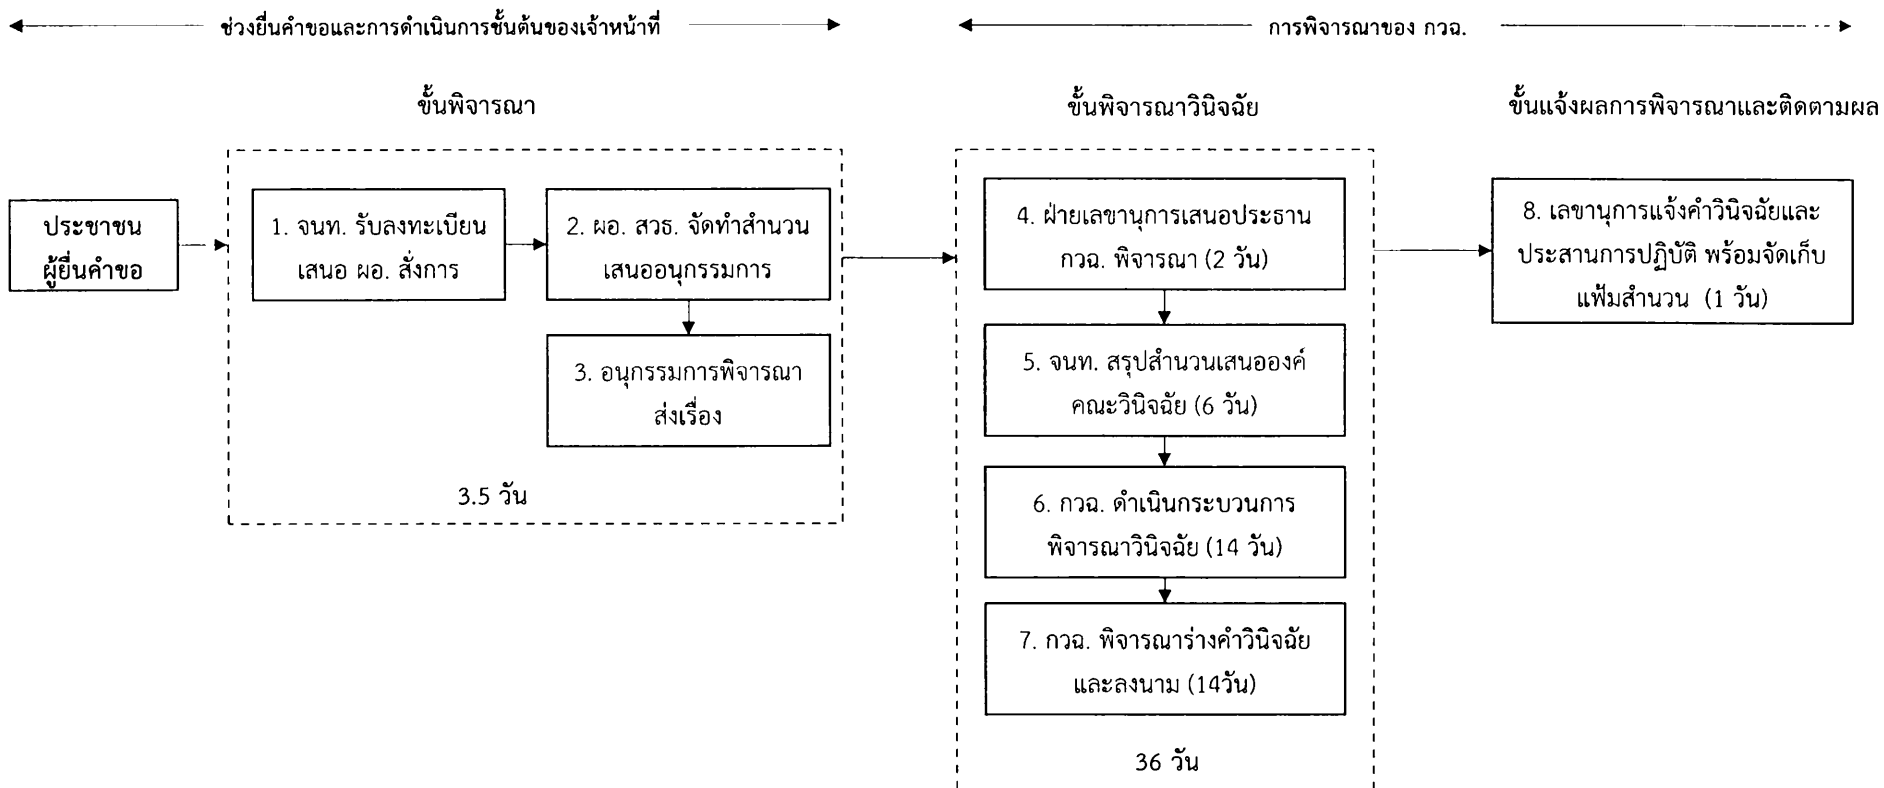 ช่วงยื่นคำขอและการดำเนินการชั้นต้นของเจ้าหน้าที่
การพิจารณาของ กวฉ.
ขั้นพิจารณา
ขั้นพิจารณาวินิจฉัย
ขั้นแจ้งผลการพิจารณาและติดตามผล
ประชาชน
ผู้ยื่นคำขอ
1. จนท. รับลงทะเบียน
เสนอ ผอ. สั่งการ
2. ผอ. สวธ. จัดทำสำนวน
เสนออนุกรรมการ
3. อนุกรรมการพิจารณา
ส่งเรื่อง
3.5 วัน
4. ฝ่ายเลขานุการเสนอประธาน
กวฉ. พิจารณา (2 วัน)
5. จนท. สรุปสำนวนเสนอองค์
คณะวินิจฉัย (6 วัน)
6. กวฉ. ดำเนินกระบวนการ
พิจารณาวินิจฉัย (14 วัน)
7. กวฉ. พิจารณาร่างคำวินิจฉัย
และลงนาม (14วัน)
36 วัน
8. เลขานุการแจ้งคำวินิจฉัยและ
ประสานการปฏิบัติ พร้อมจัดเก็บ
แฟ้มสำนวน (1 วัน)